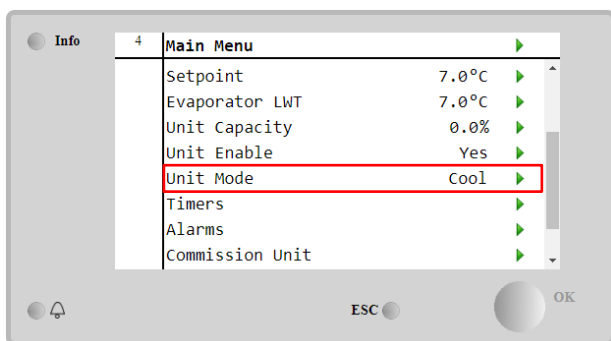 Info
4 Main Menu
Setpoint 7.0°C
Evaporator LWT 7.0°C
Unit Capacity 0.0%
Unit Enable Yes
Unit Mode Cool
Timers
Alarms
Commission Unit
ESC
OK